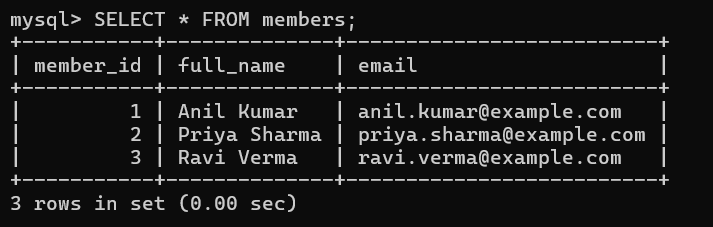 mysql> SELECT * FROM members;
+-----------+--------------+--------------------------+
| member_id | full_name    | email                    |
+-----------+--------------+--------------------------+
|         1 | Anil Kumar   | anil.kumar@example.com   |
|         2 | Priya Sharma | priya.sharma@example.com |
|         3 | Ravi Verma   | ravi.verma@example.com   |
+-----------+--------------+--------------------------+
3 rows in set (0.00 sec)